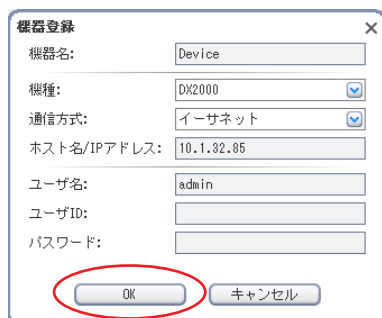 機器登録
機器名: Device
機種: DX2000
通信方式: イーサネット
ホスト名/IPアドレス: 10.1.32.85
ユーザ名: admin
ユーザID:
パスワード:
OK キャンセル